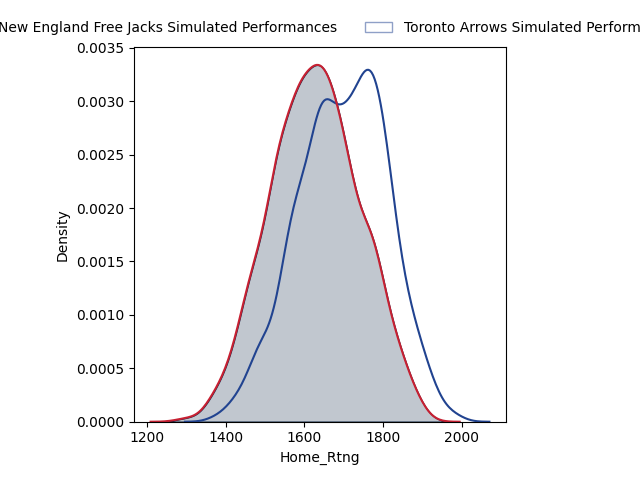 New England Free Jacks Simulated Performances
Toronto Arrows Simulated Perform
0.0035
0.0030
0.0025
0.0020
0.0015
0.0010
0.0005
0.0000
Density
1200 1400 1600 1800 2000
Home_Rtng